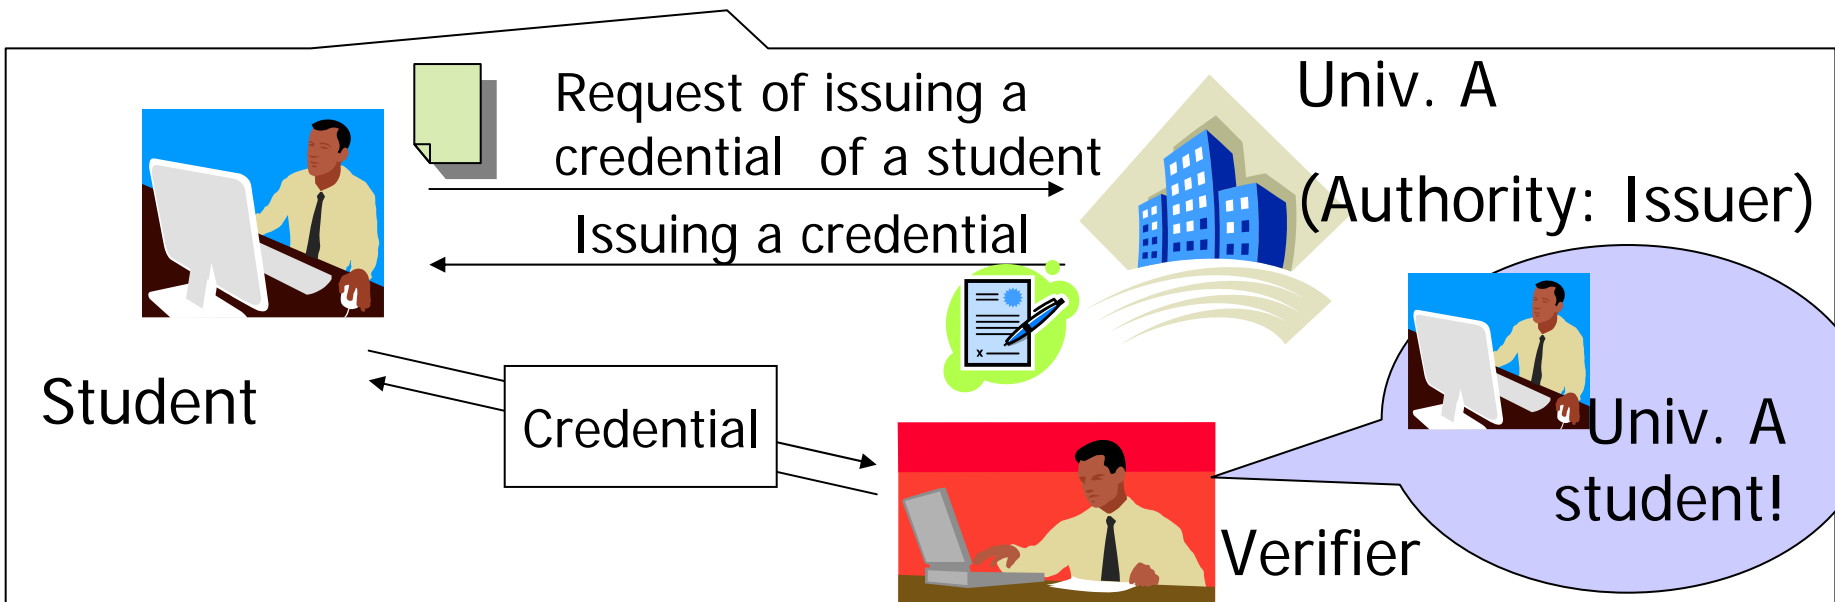 Request of issuing a
credential of a student
Univ. A
(Authority: Issuer)
Issuing a credential
x
Student
Credential
Univ. A
student!
Verifier